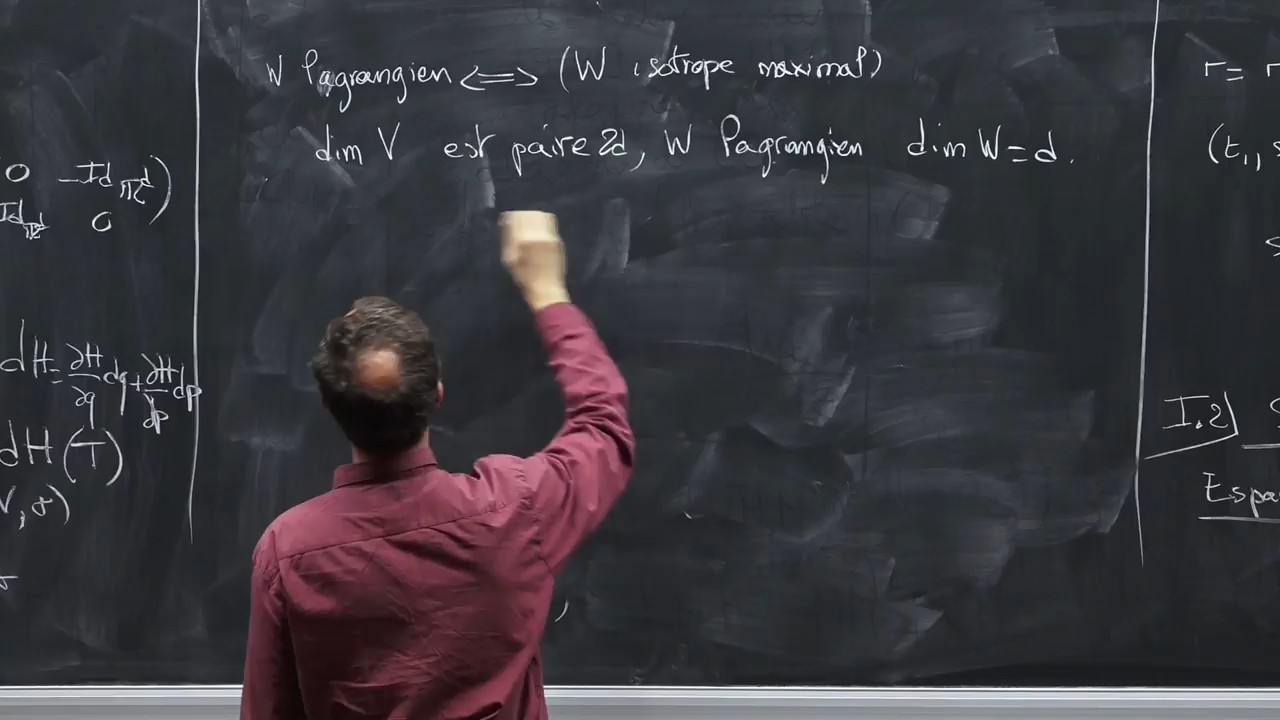 0 -Id
Id 0
dH = ∂H/∂q dq + ∂H/∂p dp
dH(T)
V, σ)
W Lagrangien ⟺ (W isotrope maximal)
dim V est paire 2d, W Lagrangien dim W = d.
r =
(t₁,
I.2)
Espa